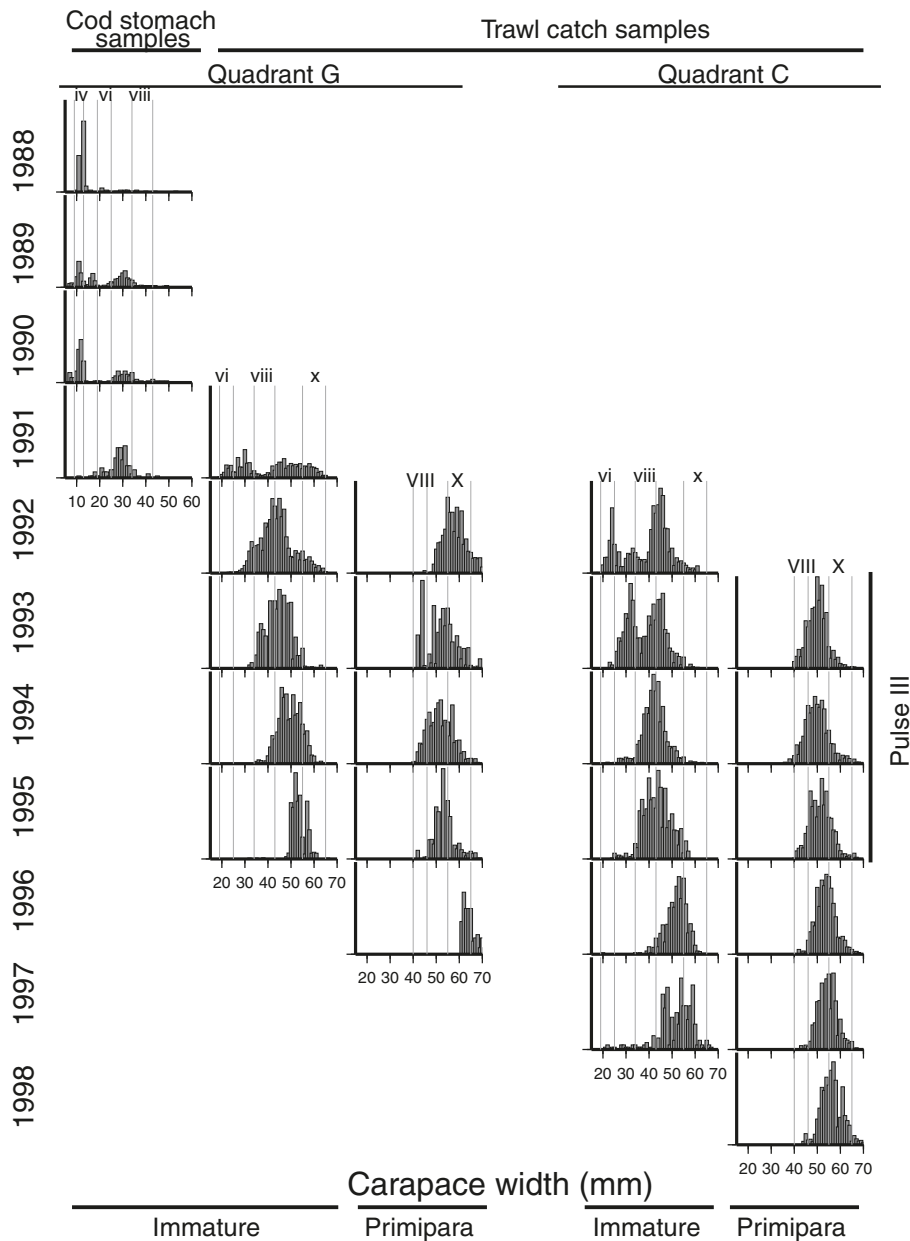 Cod stomach samples
Trawl catch samples
Quadrant G
Quadrant C
iv vi viii
1988
1989
1990
vi viii x
1991
10 20 30 40 50 60
VIII X
vi viii x
1992
VIII X
1993
1994
1995
Pulse III
20 30 40 50 60 70
1996
20 30 40 50 60 70
1997
20 30 40 50 60 70
1998
20 30 40 50 60 70
Carapace width (mm)
Immature
Primipara
Immature
Primipara